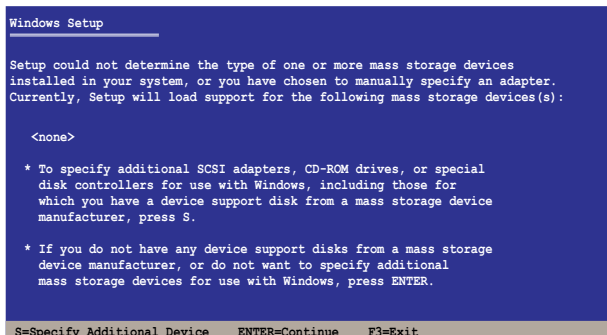 Windows Setup
Setup could not determine the type of one or more mass storage devices
installed in your system, or you have chosen to manually specify an adapter.
Currently, Setup will load support for the following mass storage devices(s):
<none>
* To specify additional SCSI adapters, CD-ROM drives, or special
disk controllers for use with Windows, including those for
which you have a device support disk from a mass storage device
manufacturer, press S.
* If you do not have any device support disks from a mass storage
device manufacturer, or do not want to specify additional
mass storage devices for use with Windows, press ENTER.
S=Specify Additional Device ENTER=Continue F3=Exit